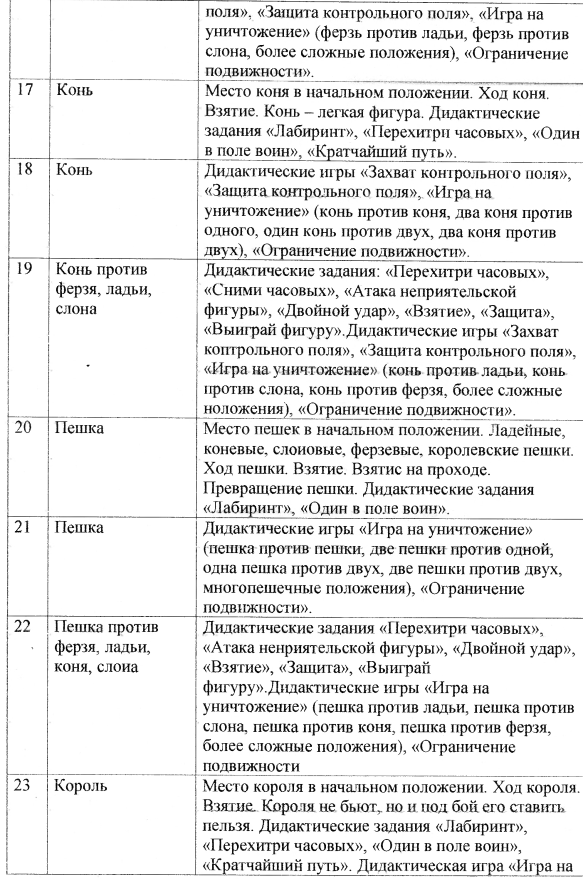 поля», «Защита контрольного поля», «Игра на
уничтожение» (ферзь против ладьи, ферзь против
слона, более сложные положения), «Ограничение
подвижности».
17 Конь Место коня в начальном положении. Ход коня.
Взятие. Конь – легкая фигура. Дидактические
задания «Лабиринт», «Перехитрп часовых», «Один
в поле воин», «Кратчайший путь».
18 Конь Дидактические игры «Захват контрольного поля»,
«Защита контрольного поля», «Игра на
уничтожение» (конь против коня, два коня против
одного, один конь против двух, два коня против
двух), «Ограничение подвижности».
19 Конь против Дидактические задания: «Перехитри часовых»,
ферзя, ладьи, «Сними часовых», «Атака неприятельской
слона фигуры», «Двойной удар», «Взятие», «Защита»,
«Выиграй фигуру».Дидактические игры «Захват
коптрольного поля», «Защита контрольного поля»,
«Игра на уничтожение» (конь против ладьи, конь
против слона, конь против ферзя, более сложные
ноложения), «Ограничение подвижности».
20 Пешка Место пешек в начальном положении. Ладейные,
коневые, слоиовые, ферзевые, королевские пешки.
Ход пешки. Взятие. Взятис на проходе.
Превращение пешки. Дидактические задания
«Лабиринт», «Один в поле воин».
21 Пешка Дидактические игры «Игра на уничтожение»
(пешка против пешки, две пешки против одной,
одна пешка против двух, две пешки против двух,
многопешечные положения), «Ограничение
подвижности».
22 Пешка против Дидактические задания «Перехитри часовых»,
ферзя, ладьи, «Атака ненриятельской фигуры», «Двойной удар»,
коня, слоиа «Взятие», «Защита», «Выиграй
фигуру».Дидактические игры «Игра на
уничтожение» (пешка против ладьи, пешка против
слона, пешка против коня, пешка против ферзя,
более сложные положения), «Ограничение
подвижности
23 Король Место короля в начальном положении. Ход короля.
Взятие. Короля не бьют, но и под бой его ставить
пельзя. Дидактические задания «Лабиринт»,
«Перехитри часовых», «Один в поле воин»,
«Кратчайший путь». Дидактическая игра «Игра на